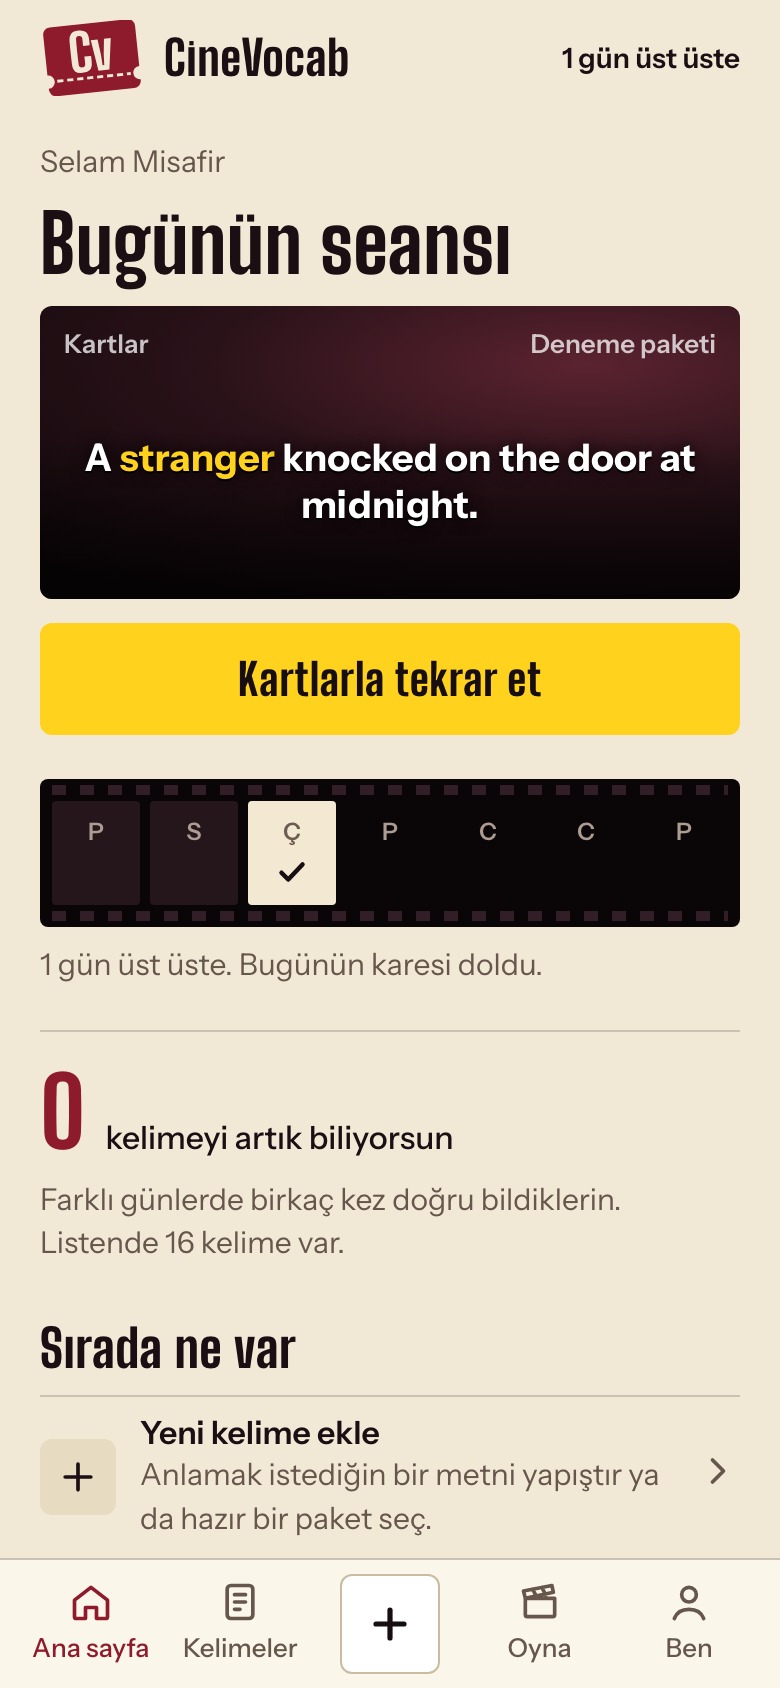 Cv CineVocab
1 gün üst üste
Selam Misafir
Bugünün seansı
Kartlar
Deneme paketi
A stranger knocked on the door at
midnight.
Kartlarla tekrar et
P S Ç P C C P
1 gün üst üste. Bugünün karesi doldu.
0 kelimeyi artık biliyorsun
Farklı günlerde birkaç kez doğru bildiklerin.
Listende 16 kelime var.
Sırada ne var
Yeni kelime ekle
Anlamak istediğin bir metni yapıştır ya
da hazır bir paket seç.
Ana sayfa
Kelimeler
Oyna
Ben